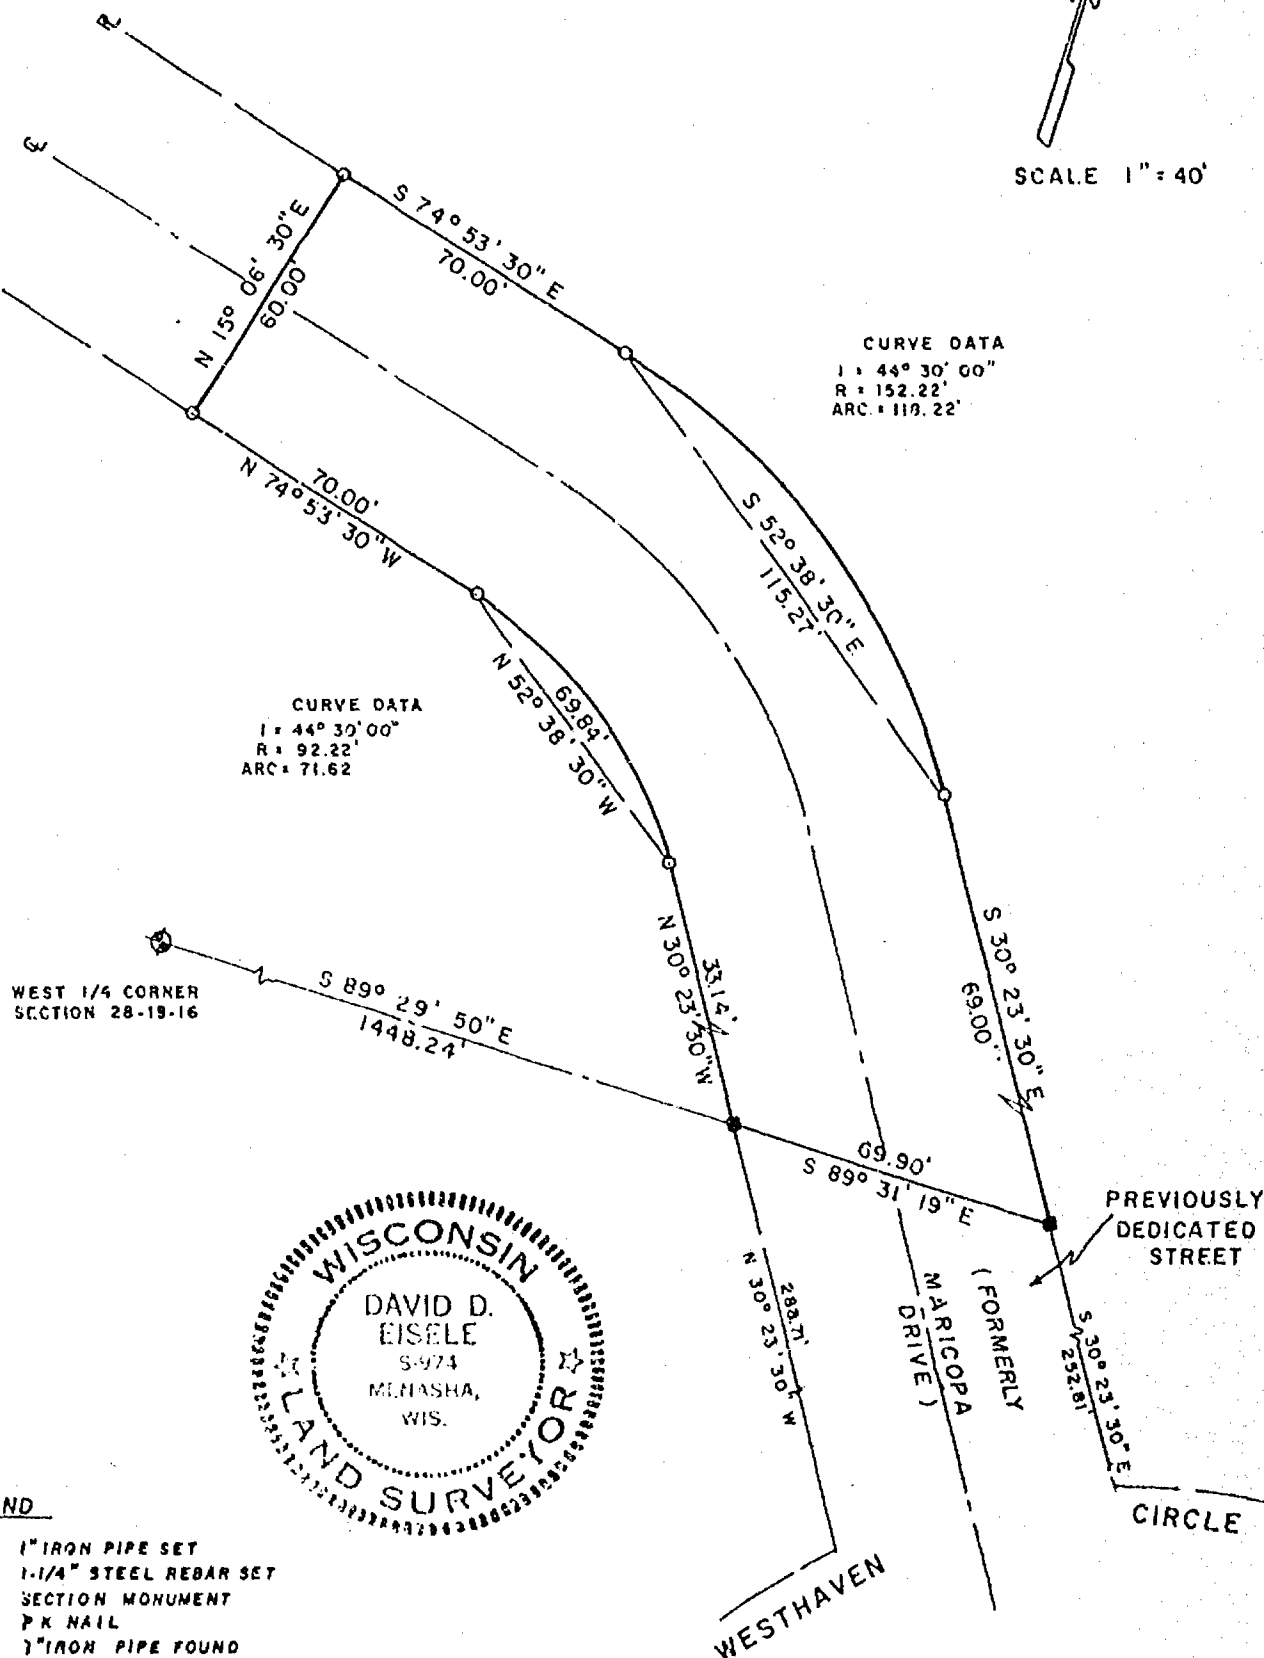 R
SCALE 1" = 40'
S 74° 53' 30" E
70.00'
N 15° 06' 30" E
60.00'
CURVE DATA
I = 44° 30' 00"
R = 152.22'
ARC. = 118.22'
70.00'
N 74° 53' 30" W
S 52° 38' 30" E
115.27'
69.84'
N 52° 38' 30" W
CURVE DATA
I = 44° 30' 00"
R = 92.22'
ARC = 71.62
WEST 1/4 CORNER
SECTION 28-19-16
S 89° 29' 50" E
1448.24'
33.14'
N 30° 23' 30" W
S 30° 23' 30" E
69.00'
69.90'
S 89° 31' 19" E
PREVIOUSLY
DEDICATED
STREET
(FORMERLY
MARICOPA
DRIVE)
288.71'
N 30° 23' 30" W
S 30° 23' 30" E
252.81'
WISCONSIN
DAVID D.
EISELE
S-974
MENASHA,
WIS.
LAND SURVEYOR
CIRCLE
WESTHAVEN
ND
1" IRON PIPE SET
1-1/4" STEEL REBAR SET
SECTION MONUMENT
P K NAIL
1" IRON PIPE FOUND